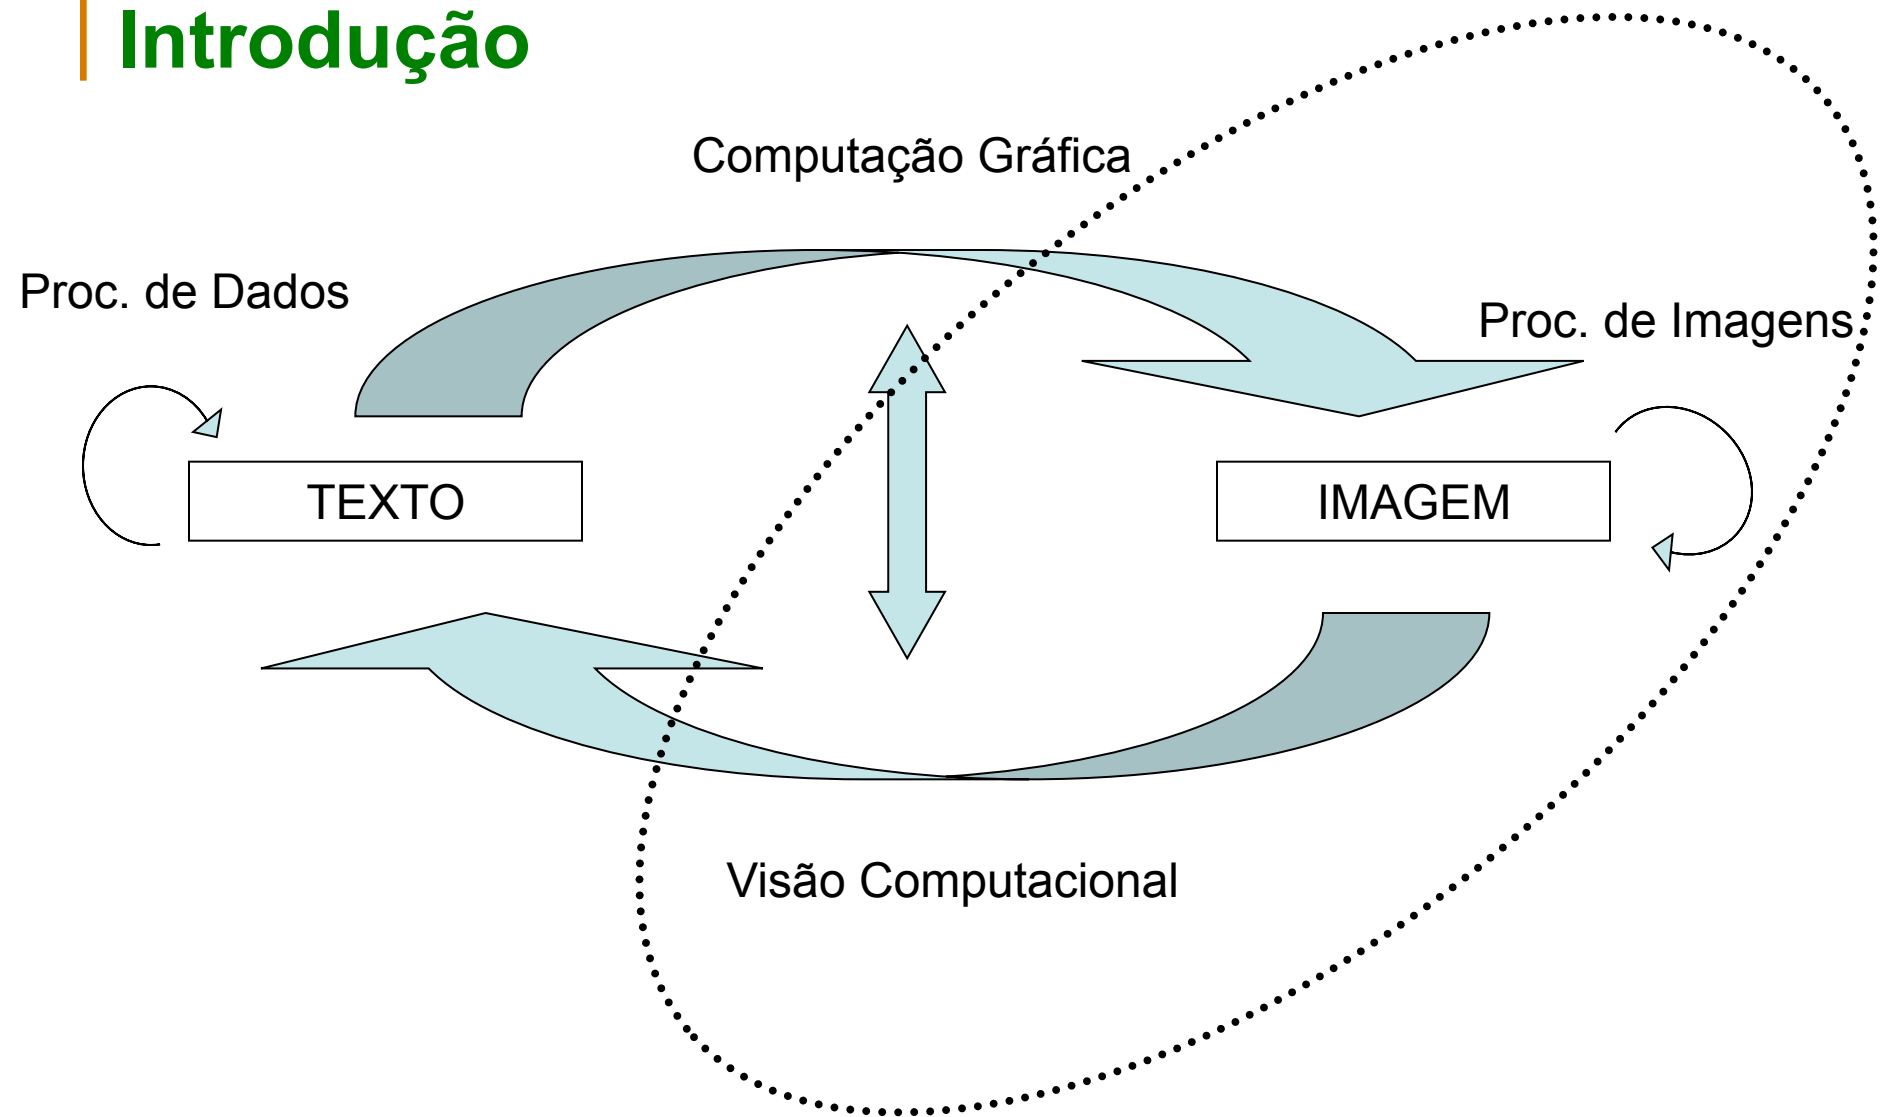 Introdução
Computação Gráfica
Proc. de Dados
Proc. de Imagens
TEXTO
IMAGEM
Visão Computacional